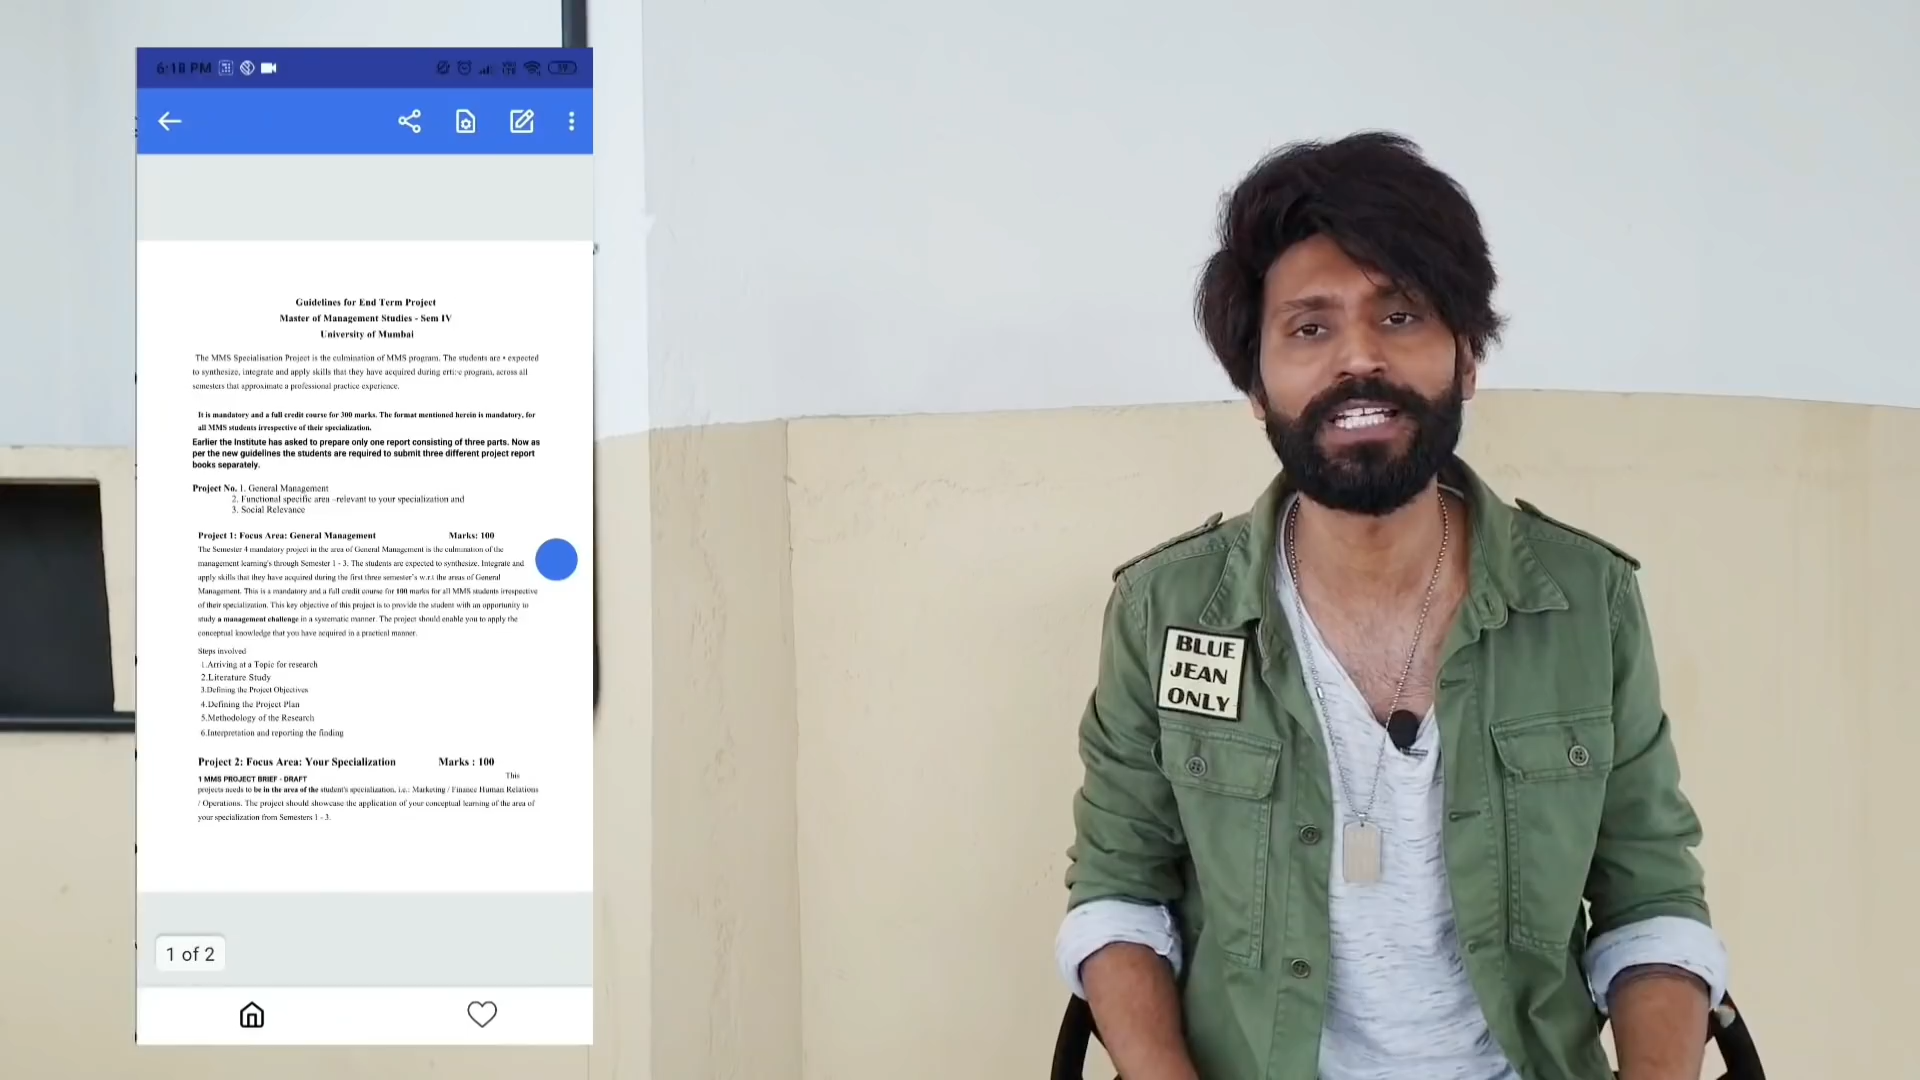 6:18 PM
59
Guidelines for End Term Project
Master of Management Studies - Sem IV
University of Mumbai
The MMS Specialisation Project is the culmination of MMS program. The students are • expected
to synthesize, integrate and apply skills that they have acquired during program, across all
semesters that approximate a professional practice experience.
It is mandatory and a full credit course for 300 marks. The format mentioned herein is mandatory, for
all MMS students irrespective of their specialization.
Earlier the Institute has asked to prepare only one report consisting of three parts. Now as
per the new guidelines the students are required to submit three different project report
books separately.
Project No. 1. General Management
2. Functional specific area –relevant to your specialization and
3. Social Relevance
Project 1: Focus Area: General Management Marks: 100
The Semester 4 mandatory project in the area of General Management is the culmination of the
management learning's through Semester 1 - 3. The students are expected to synthesize. Integrate and
apply skills that they have acquired during the first three semester's w.r.t the areas of General
Management. This is a mandatory and a full credit course for 100 marks for all MMS students irrespective
of their specialization. This key objective of this project is to provide the student with an opportunity to
study a management challenge in a systematic manner. The project should enable you to apply the
conceptual knowledge that you have acquired in a practical manner.
Steps involved
1.Arriving at a Topic for research
2.Literature Study
3.Defining the Project Objectives
4.Defining the Project Plan
5.Methodology of the Research
6.Interpretation and reporting the finding
Project 2: Focus Area: Your Specialization Marks : 100
1 MMS PROJECT BRIEF - DRAFT This
projects needs to be in the area of the student's specialization, i.e.: Marketing / Finance Human Relations
/ Operations. The project should showcase the application of your conceptual learning of the area of
your specialization from Semesters 1 - 3.
1 of 2
BLUE
JEAN
ONLY